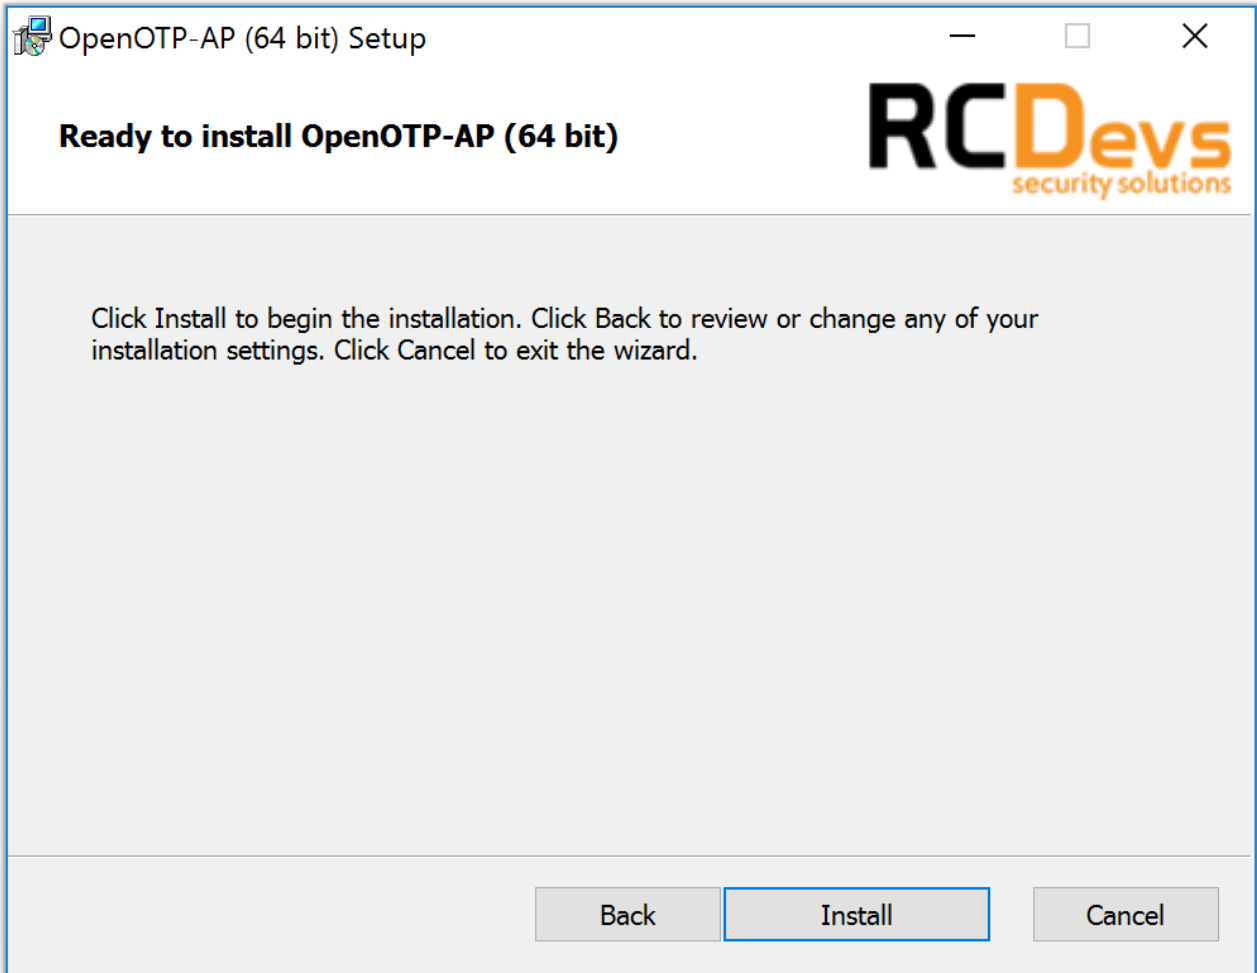 OpenOTP-AP (64 bit) Setup
Ready to install OpenOTP-AP (64 bit)
RCDevs
security solutions
Click Install to begin the installation. Click Back to review or change any of your
installation settings. Click Cancel to exit the wizard.
Back
Install
Cancel